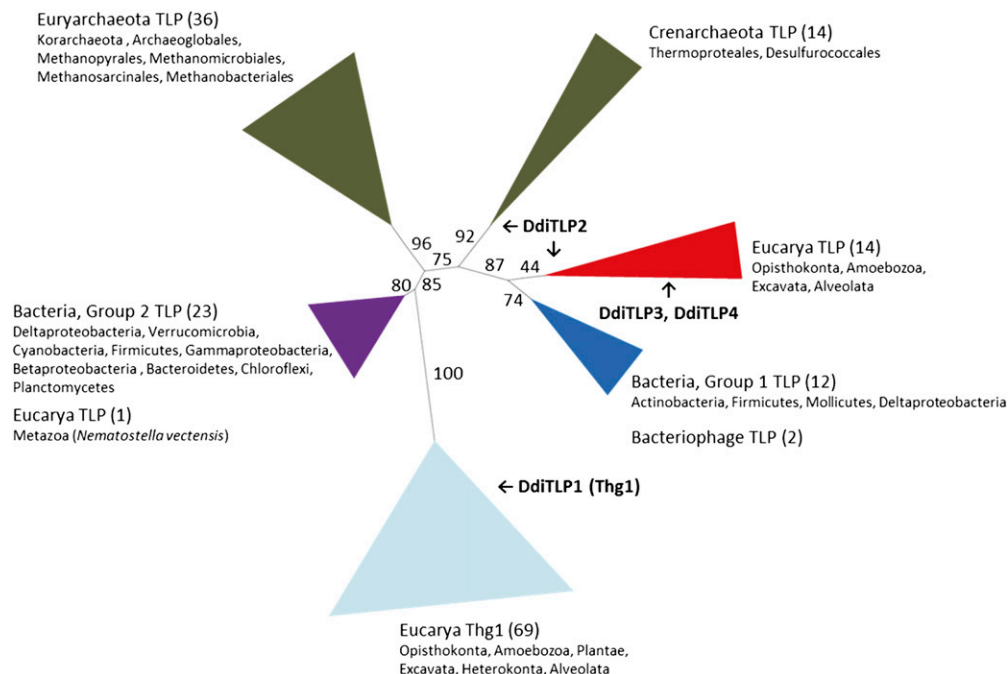 Euryarchaeota TLP (36)
Korarchaeota , Archaeoglobales,
Methanopyrales, Methanomicrobiales,
Methanosarcinales, Methanobacteriales
Crenarchaeota TLP (14)
Thermoproteales, Desulfurococcales
← DdiTLP2
↓
96
92
75
87
44
80
85
74
Eucarya TLP (14)
Opisthokonta, Amoebozoa,
Excavata, Alveolata
↑
DdiTLP3, DdiTLP4
Bacteria, Group 2 TLP (23)
Deltaproteobacteria, Verrucomicrobia,
Cyanobacteria, Firmicutes, Gammaproteobacteria,
Betaproteobacteria , Bacteroidetes, Chloroflexi,
Planctomycetes
Eucarya TLP (1)
Metazoa (Nematostella vectensis)
100
Bacteria, Group 1 TLP (12)
Actinobacteria, Firmicutes, Mollicutes, Deltaproteobacteria
Bacteriophage TLP (2)
← DdiTLP1 (Thg1)
Eucarya Thg1 (69)
Opisthokonta, Amoebozoa, Plantae,
Excavata, Heterokonta, Alveolata